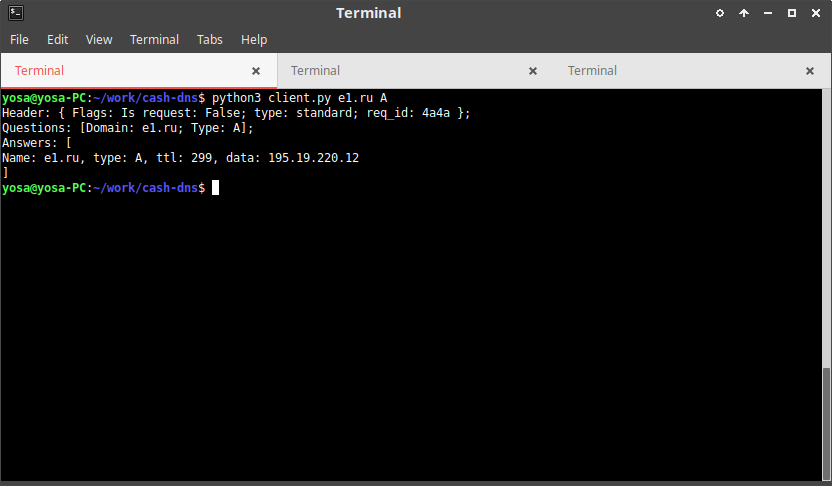 Terminal
File Edit View Terminal Tabs Help
Terminal Terminal Terminal
yosa@yosa-PC:~/work/cash-dns$ python3 client.py e1.ru A
Header: { Flags: Is request: False; type: standard; req_id: 4a4a };
Questions: [Domain: e1.ru; Type: A];
Answers: [
Name: e1.ru, type: A, ttl: 299, data: 195.19.220.12
]
yosa@yosa-PC:~/work/cash-dns$